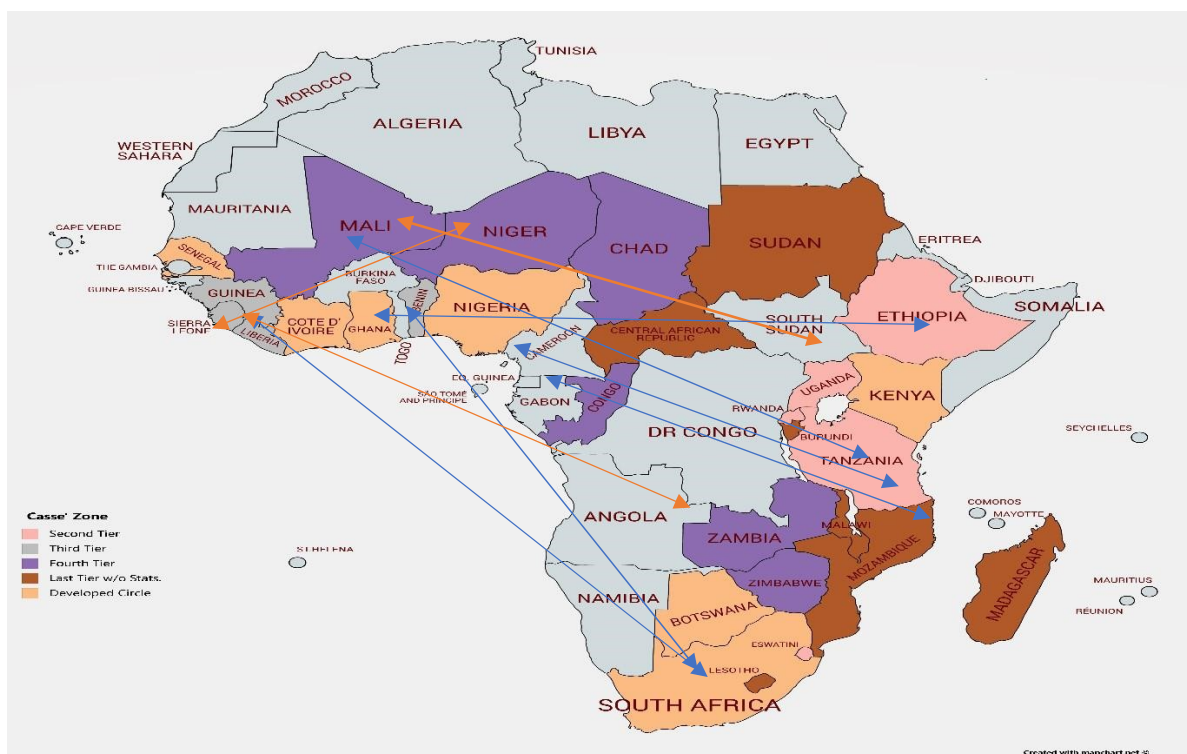 TUNISIA
MOROCCO
ALGERIA
LIBYA
EGYPT
WESTERN
SAHARA
MAURITANIA
MALI
NIGER
CHAD
SUDAN
ERITREA
CAPE VERDE
SENEGAL
THE GAMBIA
GUINEA BISSAU
GUINEA
BURKINA
FASO
BENIN
NIGERIA
DJIBOUTI
SOMALIA
ETHIOPIA
SOUTH
SUDAN
SIERRA
LEONE
LIBERIA
COTE D'
IVOIRE
GHANA
TOGO
CENTRAL AFRICAN
REPUBLIC
CAMEROON
EQ. GUINEA
SÃO TOMÉ
AND PRINCIPE
GABON
CONGO
UGANDA
KENYA
RWANDA
DR CONGO
BURUNDI
TANZANIA
SEYCHELLES
COMOROS
MAYOTTE
ANGOLA
ZAMBIA
MALAWI
MOZAMBIQUE
ST.HELENA
ZIMBABWE
MADAGASCAR
MAURITIUS
RÉUNION
NAMIBIA
BOTSWANA
ESWATINI
LESOTHO
SOUTH AFRICA
Casse' Zone
Second Tier
Third Tier
Fourth Tier
Last Tier w/o Stats.
Developed Circle
Created with mapchart.net ©